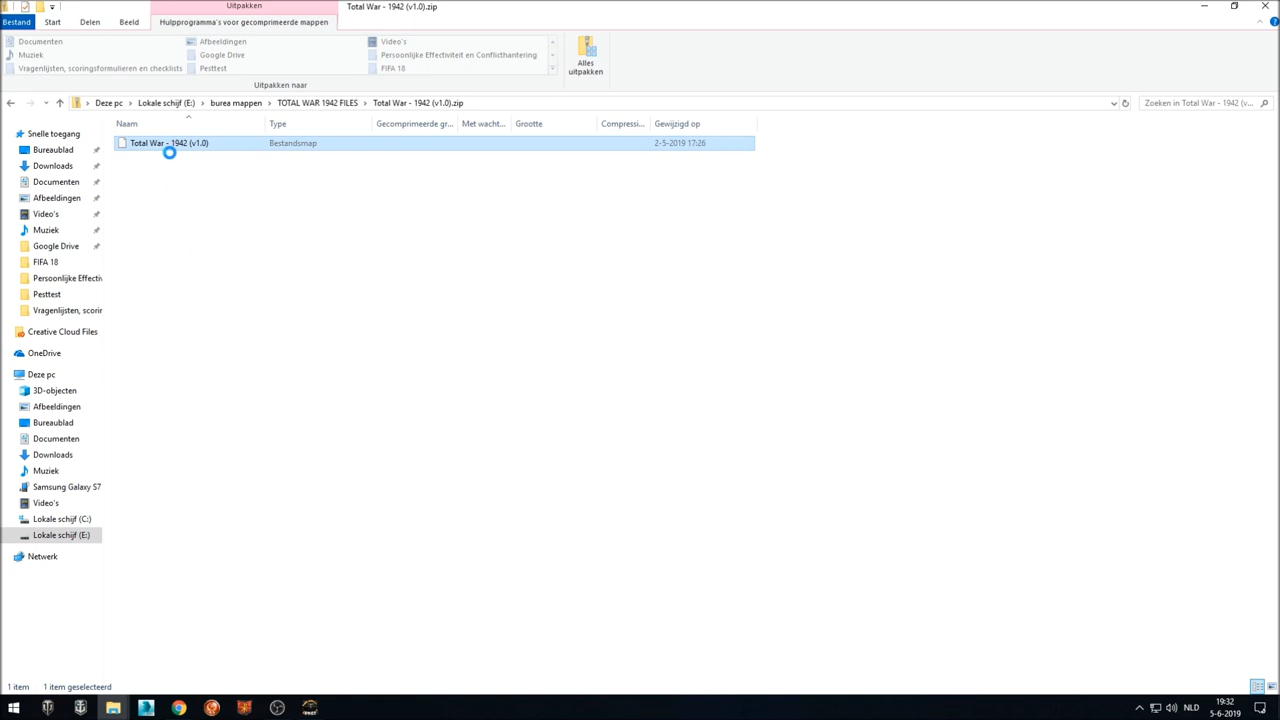 Uitpakken
Total War - 1942 (v1.0).zip
Bestand
Start
Delen
Beeld
Hulpprogramma's voor gecomprimeerde mappen
Documenten
Afbeeldingen
Video's
Muziek
Google Drive
Persoonlijke Effectiviteit en Conflicthantering
Vragenlijsten, scoringsformulieren en checklists
Pesttest
FIFA 18
Alles
uitpakken
Uitpakken naar
Deze pc
Lokale schijf (E:)
burea mappen
TOTAL WAR 1942 FILES
Total War - 1942 (v1.0).zip
Zoeken in Total War - 1942 (v...
Naam
Type
Gecomprimeerde gr...
Met wacht...
Grootte
Compressi...
Gewijzigd op
Total War - 1942 (v1.0)
Bestandsmap
2-5-2019 17:26
Snelle toegang
Bureaublad
Downloads
Documenten
Afbeeldingen
Video's
Muziek
Google Drive
FIFA 18
Persoonlijke Effectiv
Pesttest
Vragenlijsten, scorin
Creative Cloud Files
OneDrive
Deze pc
3D-objecten
Afbeeldingen
Bureaublad
Documenten
Downloads
Muziek
Samsung Galaxy S7
Video's
Lokale schijf (C:)
Lokale schijf (E:)
Netwerk
1 item
1 item geselecteerd
NLD
19:32
5-6-2019